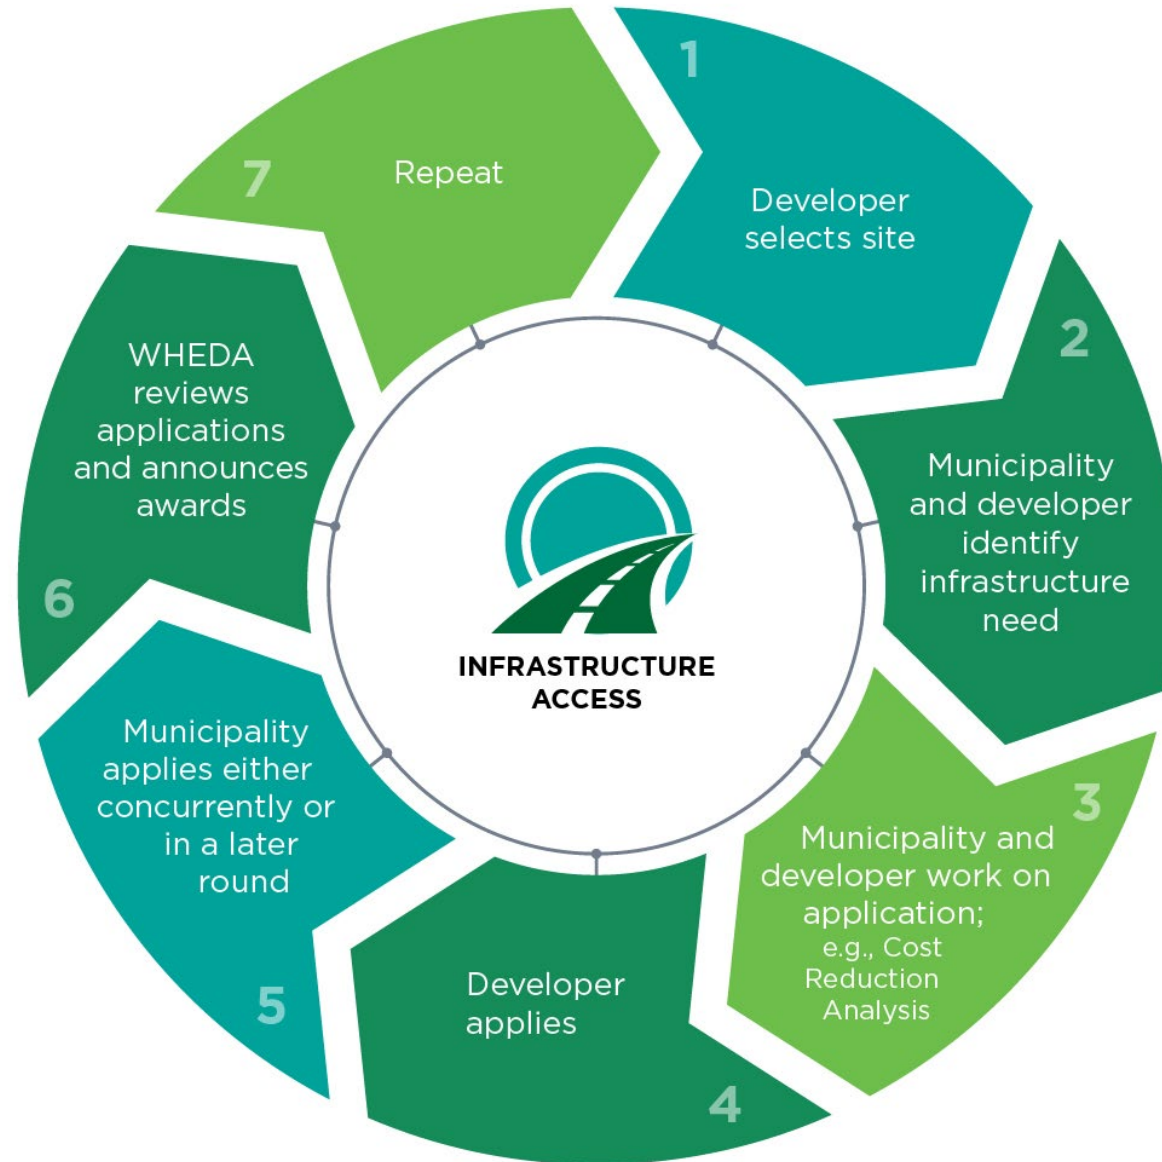 1
Developer
selects site
2
Municipality
and developer
identify
infrastructure
need
3
Municipality and
developer work on
application;
e.g., Cost
Reduction
Analysis
4
Developer
applies
5
Municipality
applies either
concurrently or
in a later
round
6
WHEDA
reviews
applications
and announces
awards
7
Repeat
INFRASTRUCTURE
ACCESS